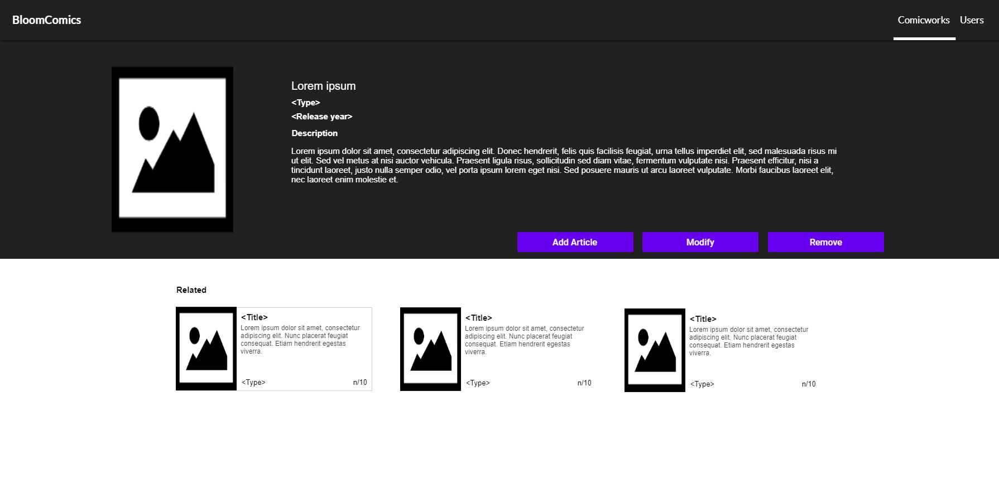 BloomComics
Comicworks
Users
Lorem ipsum
<Type>
<Release year>
Description
Lorem ipsum dolor sit amet, consectetur adipiscing elit. Donec hendrerit, felis quis facilisis feugiat, urna tellus imperdiet elit, sed malesuada risus mi
ut elit. Sed vel metus at nisi auctor vehicula. Praesent ligula risus, sollicitudin sed diam vitae, fermentum vulputate nisi. Praesent efficitur, nisi a
tincidunt laoreet, justo nulla semper odio, vel porta ipsum lorem eget nisi. Sed posuere mauris ut arcu laoreet vulputate. Morbi faucibus laoreet elit,
nec laoreet enim molestie et.
Add Article
Modify
Remove
Related
<Title>
Lorem ipsum dolor sit amet, consectetur
adipiscing elit. Nunc placerat feugiat
consequat. Etiam hendrerit egestas
viverra.
<Type>
n/10
<Title>
Lorem ipsum dolor sit amet, consectetur
adipiscing elit. Nunc placerat feugiat
consequat. Etiam hendrerit egestas
viverra.
<Type>
n/10
<Title>
Lorem ipsum dolor sit amet, consectetur
adipiscing elit. Nunc placerat feugiat
consequat. Etiam hendrerit egestas
viverra.
<Type>
n/10